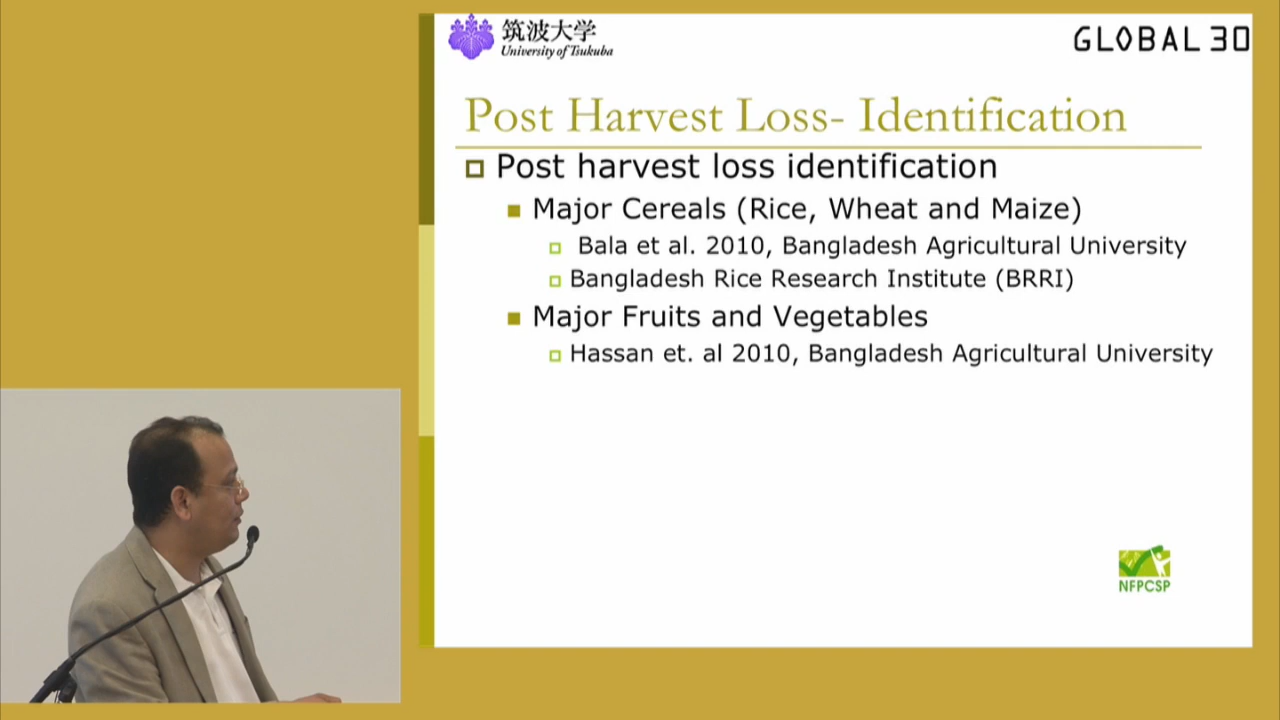 筑波大学
University of Tsukuba
GLOBAL 30
Post Harvest Loss- Identification
Post harvest loss identification
Major Cereals (Rice, Wheat and Maize)
Bala et al. 2010, Bangladesh Agricultural University
Bangladesh Rice Research Institute (BRRI)
Major Fruits and Vegetables
Hassan et. al 2010, Bangladesh Agricultural University
NFPCSP